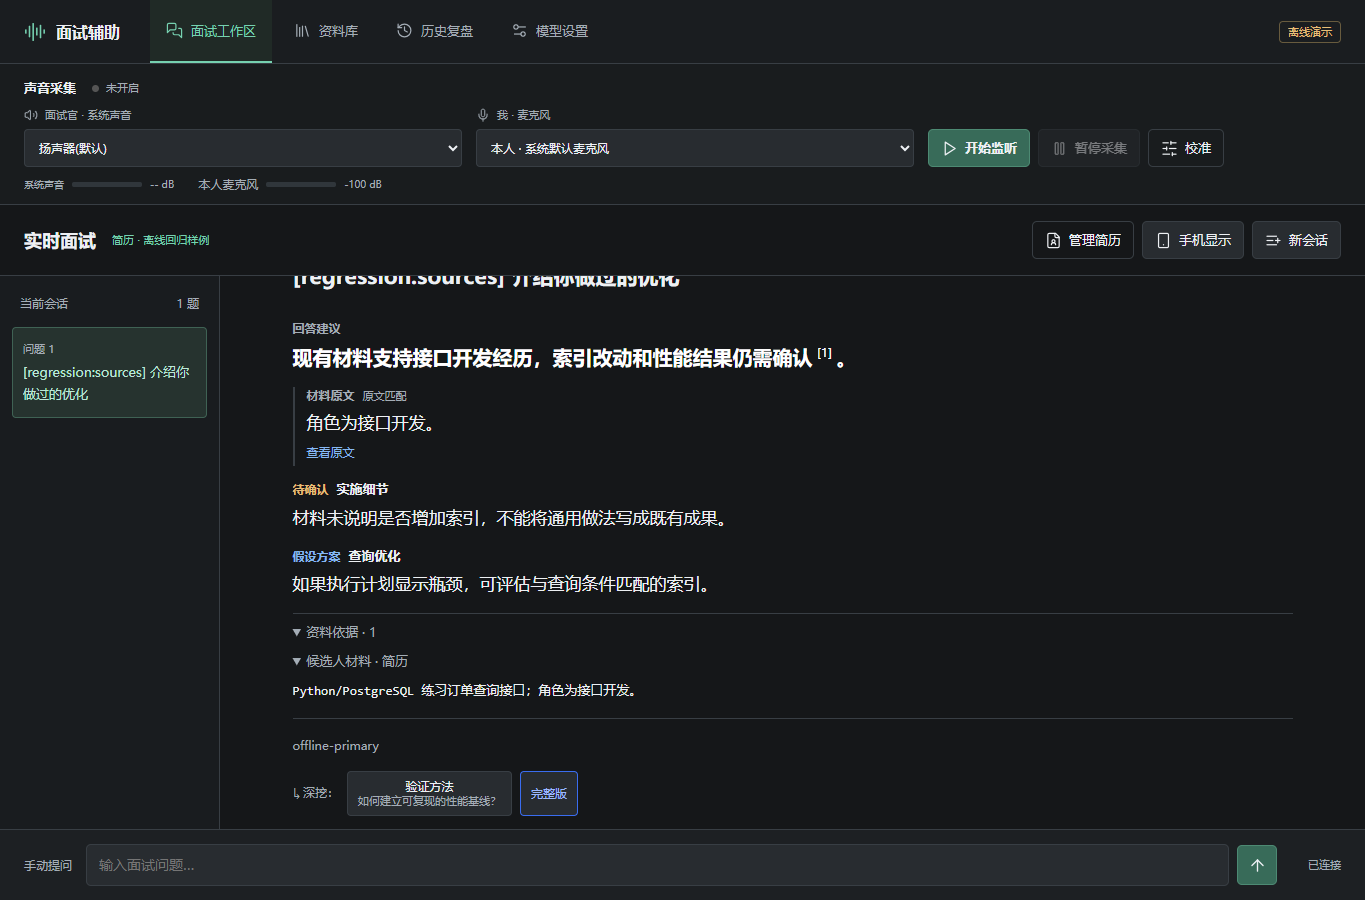 面试辅助
面试工作区
资料库
历史复盘
模型设置
离线演示
声音采集
未开启
面试官 · 系统声音
我 · 麦克风
扬声器(默认)
本人 · 系统默认麦克风
开始监听
暂停采集
校准
系统声音
-- dB
本人麦克风
-100 dB
实时面试
简历 · 离线回归样例
管理简历
手机显示
新会话
当前会话
1 题
问题 1
[regression:sources] 介绍你
做过的优化
[regression:sources] 介绍你做过的优化
回答建议
现有材料支持接口开发经历，索引改动和性能结果仍需确认 [1] 。
材料原文 原文匹配
角色为接口开发。
查看原文
待确认 实施细节
材料未说明是否增加索引，不能将通用做法写成既有成果。
假设方案 查询优化
如果执行计划显示瓶颈，可评估与查询条件匹配的索引。
▼ 资料依据 · 1
▼ 候选人材料 · 简历
Python/PostgreSQL 练习订单查询接口；角色为接口开发。
offline-primary
↳ 深挖：
验证方法
如何建立可复现的性能基线？
完整版
手动提问
输入面试问题...
已连接